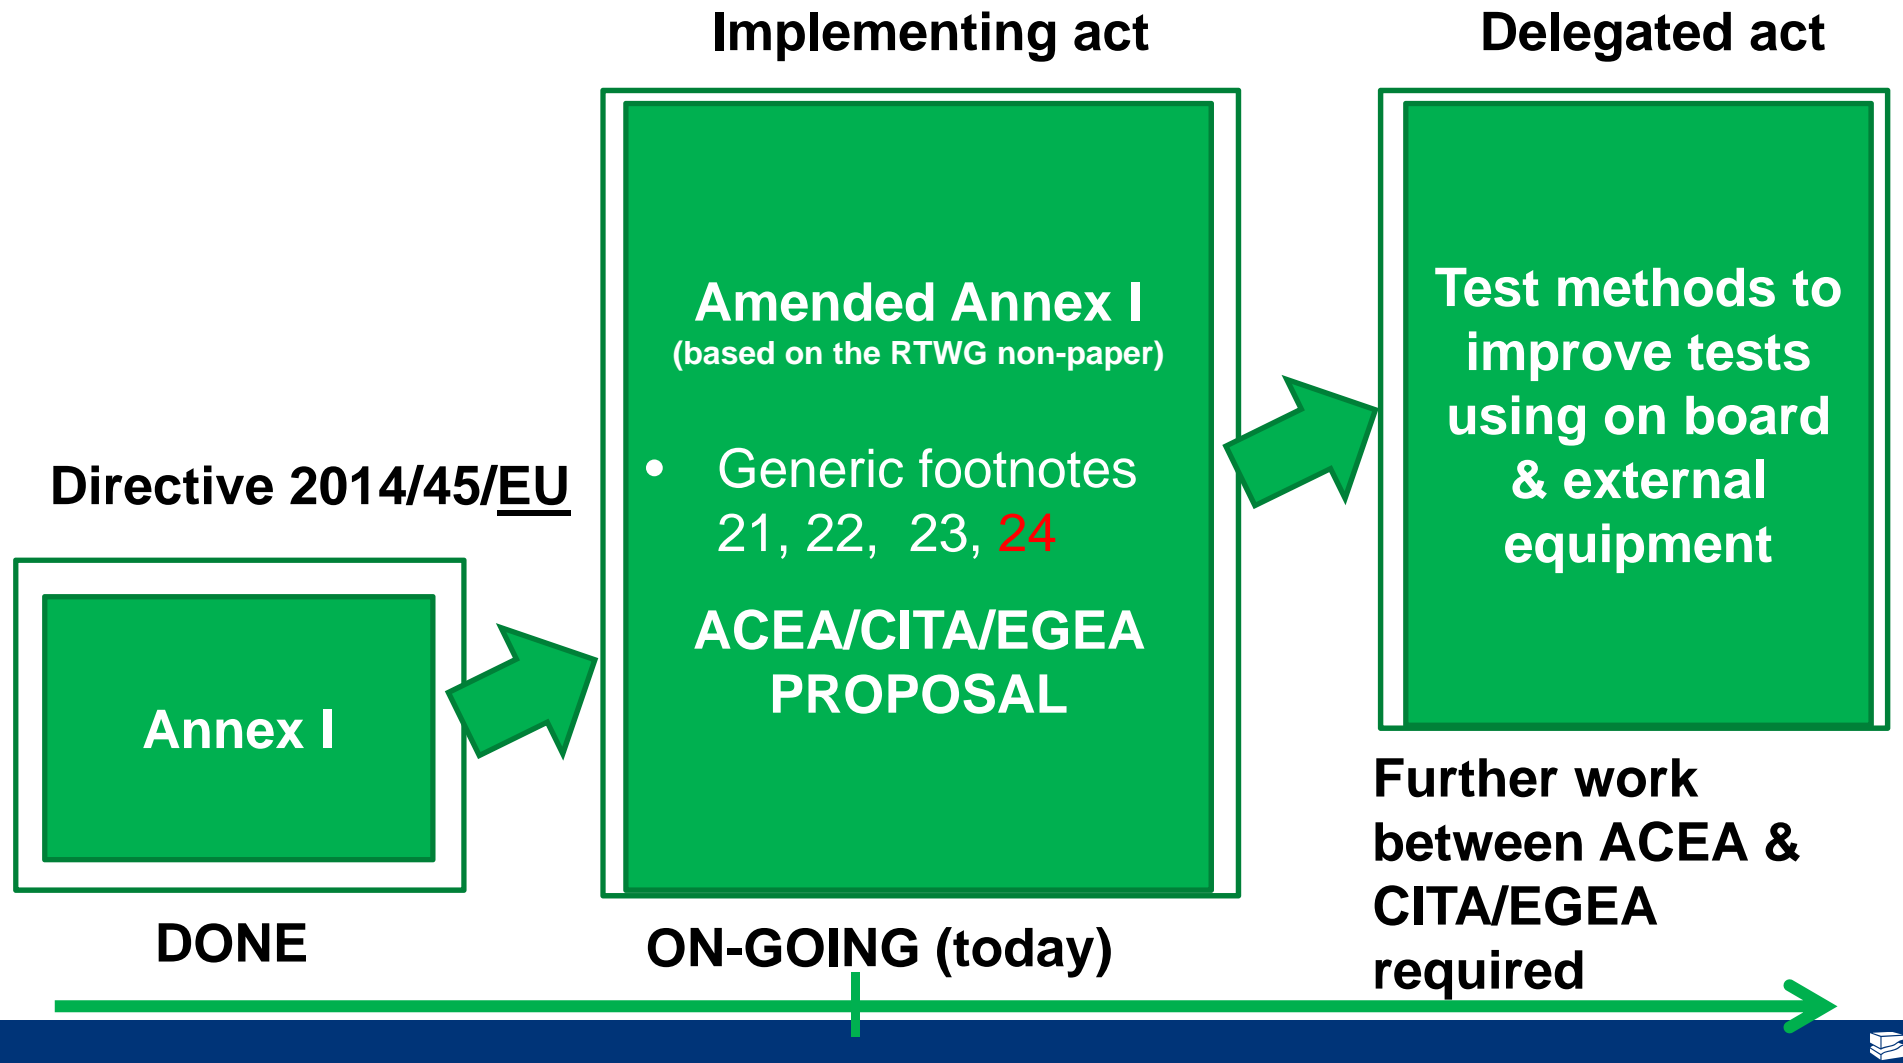 Implementing act
Delegated act
Directive 2014/45/EU
Annex I
DONE
Amended Annex I
(based on the RTWG non-paper)
• Generic footnotes
21, 22, 23, 24
ACEA/CITA/EGEA
PROPOSAL
ON-GOING (today)
Test methods to
improve tests
using on board
& external
equipment
Further work
between ACEA &
CITA/EGEA
required